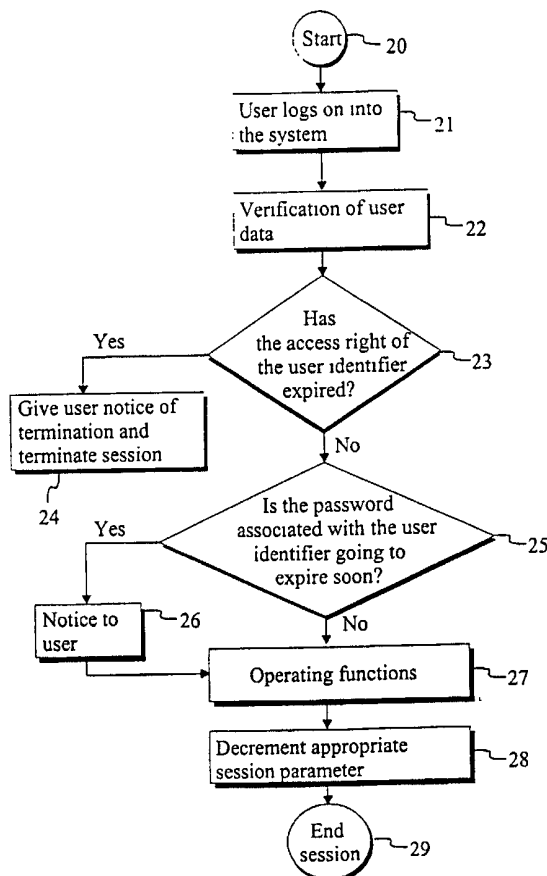 Start
20
User logs on into
the system
21
Verification of user
data
22
Has
the access right of
the user identifier
expired?
23
Yes
Give user notice of
termination and
terminate session
24
No
Is the password
associated with the user
identifier going to
expire soon?
25
Yes
Notice to
user
26
No
Operating functions
27
Decrement appropriate
session parameter
28
End
session
29